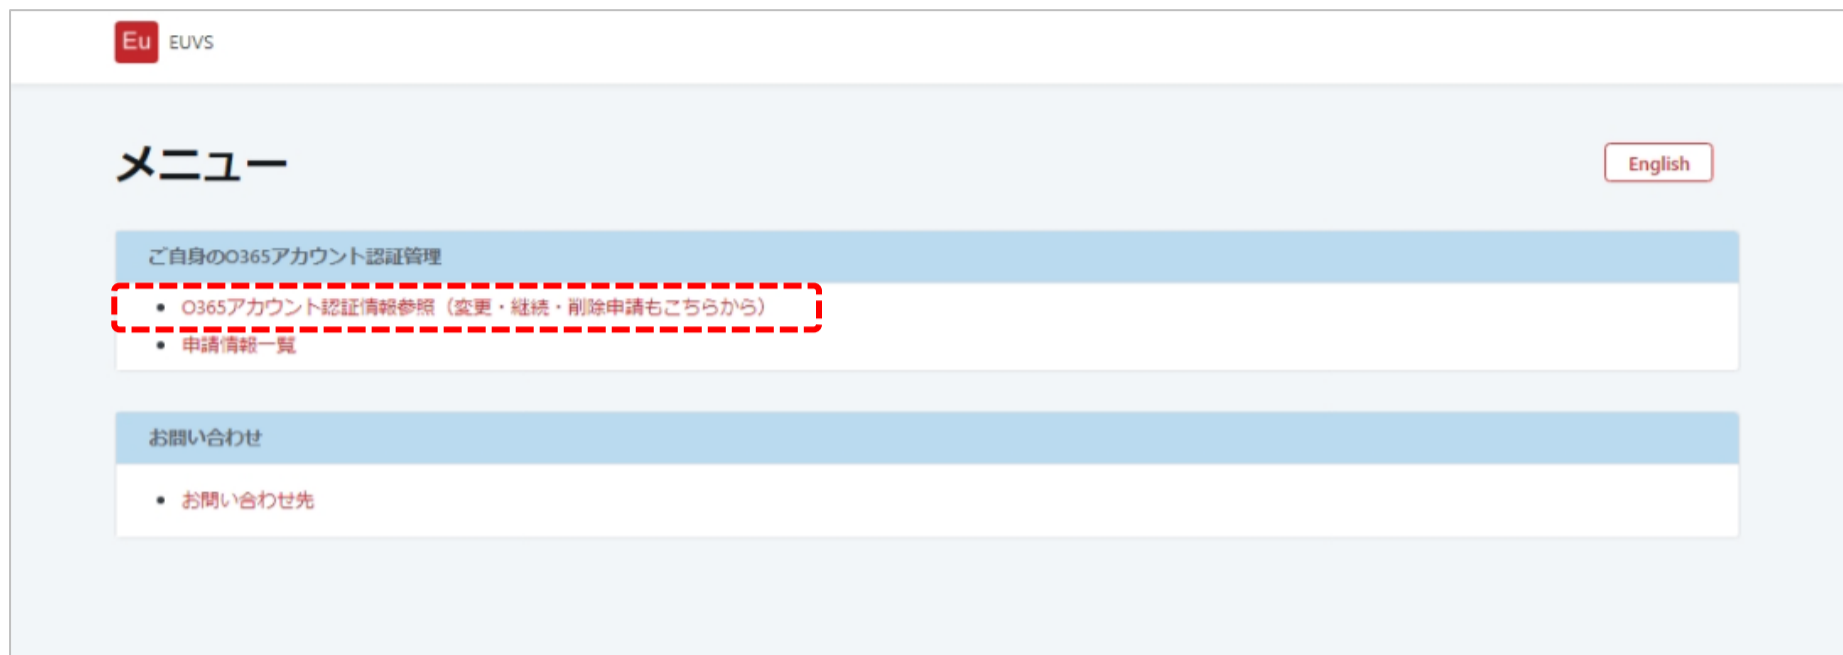 Eu EUVS
メニュー
English
ご自身のO365アカウント認証管理
• O365アカウント認証情報参照（変更・継続・削除申請もこちらから）
• 申請情報一覧
お問い合わせ
• お問い合わせ先